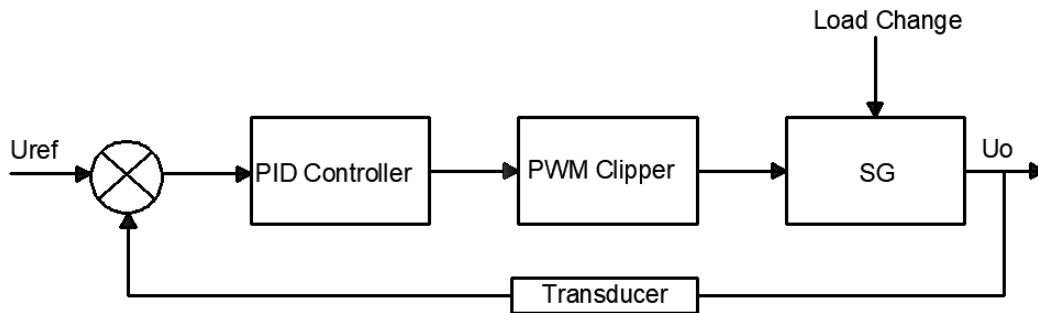 Load Change
Uref
PID Controller
PWM Clipper
SG
Uo
Transducer